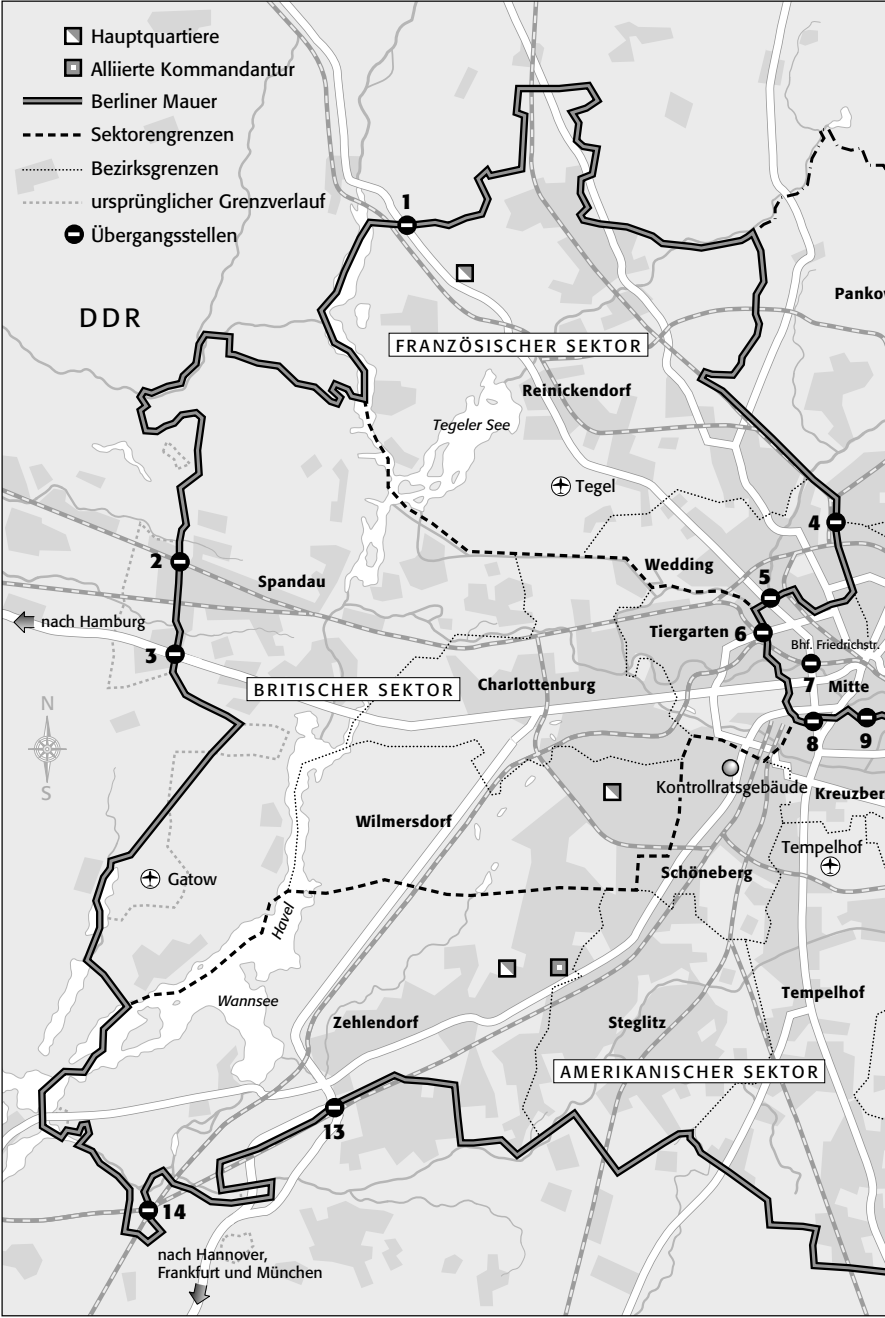 Hauptquartiere
Alliierte Kommandantur
Berliner Mauer
Sektorengrenzen
Bezirksgrenzen
ursprünglicher Grenzverlauf
Übergangsstellen
DDR
1
FRANZÖSISCHER SEKTOR
Pankow
Reinickendorf
Tegeler See
Tegel
4
2
Spandau
Wedding
5
nach Hamburg
Tiergarten
6
3
Bhf. Friedrichstr.
7
Mitte
BRITISCHER SEKTOR
Charlottenburg
8
9
N
S
Kontrollratsgebäude
Kreuzber
Wilmersdorf
Tempelhof
Schöneberg
Gatow
Havel
Wannsee
Zehlendorf
Steglitz
Tempelhof
AMERIKANISCHER SEKTOR
13
14
nach Hannover,
Frankfurt und München